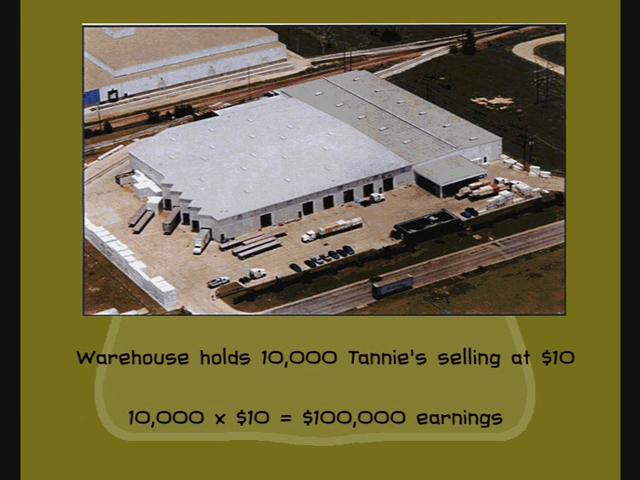 Warehouse holds 10,000 Tannie's selling at $10
10,000 x $10 = $100,000 earnings